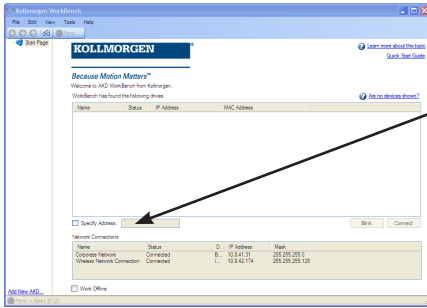 Kollmorgen WorkBench
File Edit View Tools Help
Panic
Start Page
KOLLMORGEN®
Learn more about this topic
Quick Start Guide
Because Motion Matters™
Welcome to AKD WorkBench from Kollmorgen.
WorkBench has found the following drives.
Are no devices shown?
Name Status IP Address MAC Address
Specify Address:
Blink Connect
Network Connections
Name Status D.. IP Address Mask
Corporate Network Connected B... 10.8.41.31 255.255.255.0
Wireless Network Connection Connected I... 10.8.42.174 255.255.255.128
Work Offline
Add New AKD...
Panic = Abort (F12)